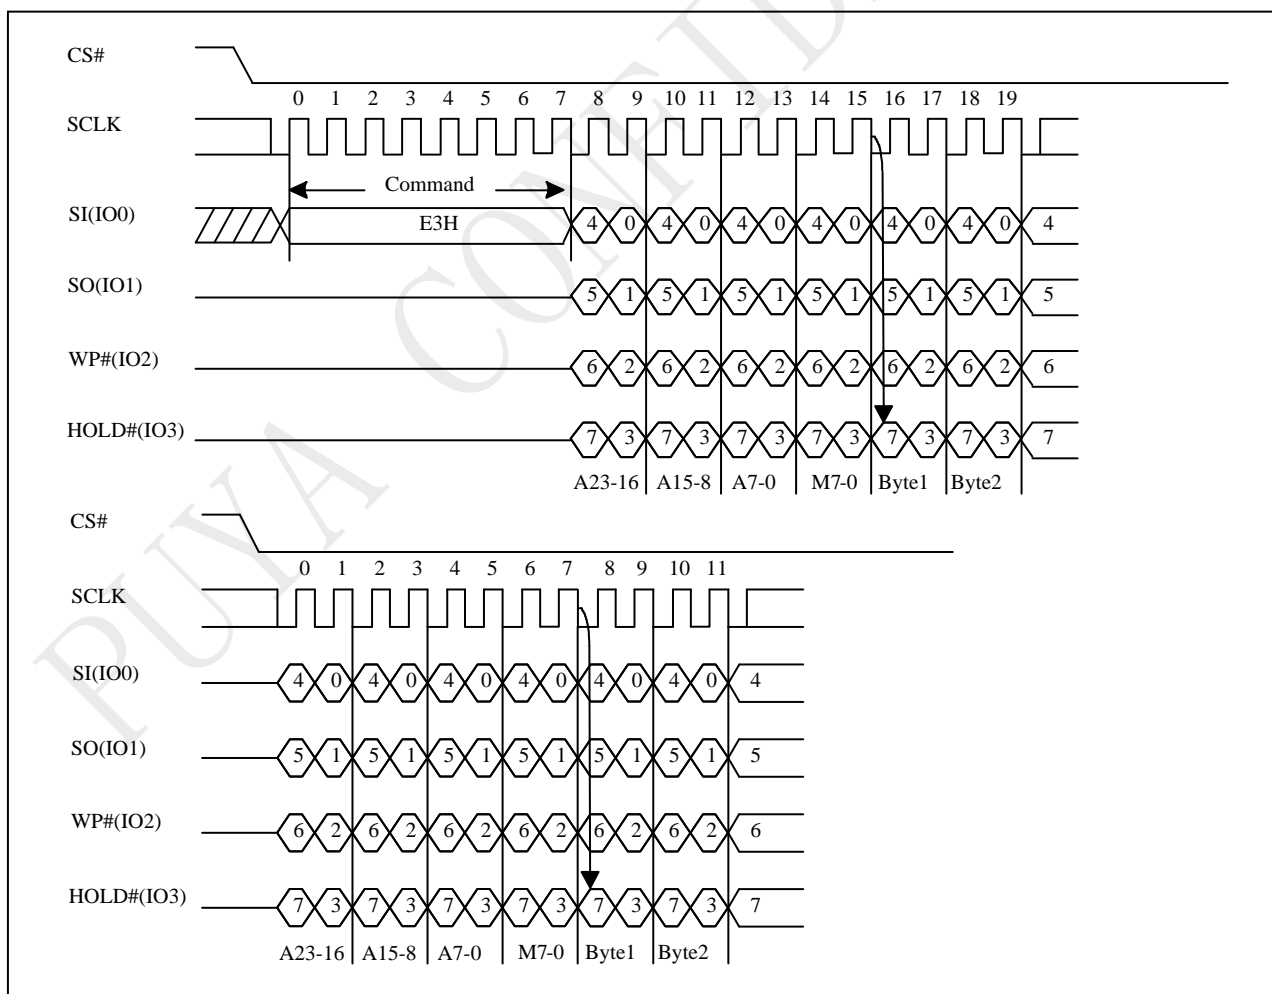 PUYA CONFID
CS#
0 1 2 3 4 5 6 7 8 9 10 11 12 13 14 15 16 17 18 19
SCLK
Command
SI(IO0) E3H 4 0 4 0 4 0 4 0 4 0 4 0 4
SO(IO1) 5 1 5 1 5 1 5 1 5 1 5 1 5
WP#(IO2) 6 2 6 2 6 2 6 2 6 2 6 2 6
HOLD#(IO3) 7 3 7 3 7 3 7 3 7 3 7 3 7
A23-16 A15-8 A7-0 M7-0 Byte1 Byte2
CS#
0 1 2 3 4 5 6 7 8 9 10 11
SCLK
SI(IO0) 4 0 4 0 4 0 4 0 4 0 4 0 4
SO(IO1) 5 1 5 1 5 1 5 1 5 1 5 1 5
WP#(IO2) 6 2 6 2 6 2 6 2 6 2 6 2 6
HOLD#(IO3) 7 3 7 3 7 3 7 3 7 3 7 3 7
A23-16 A15-8 A7-0 M7-0 Byte1 Byte2